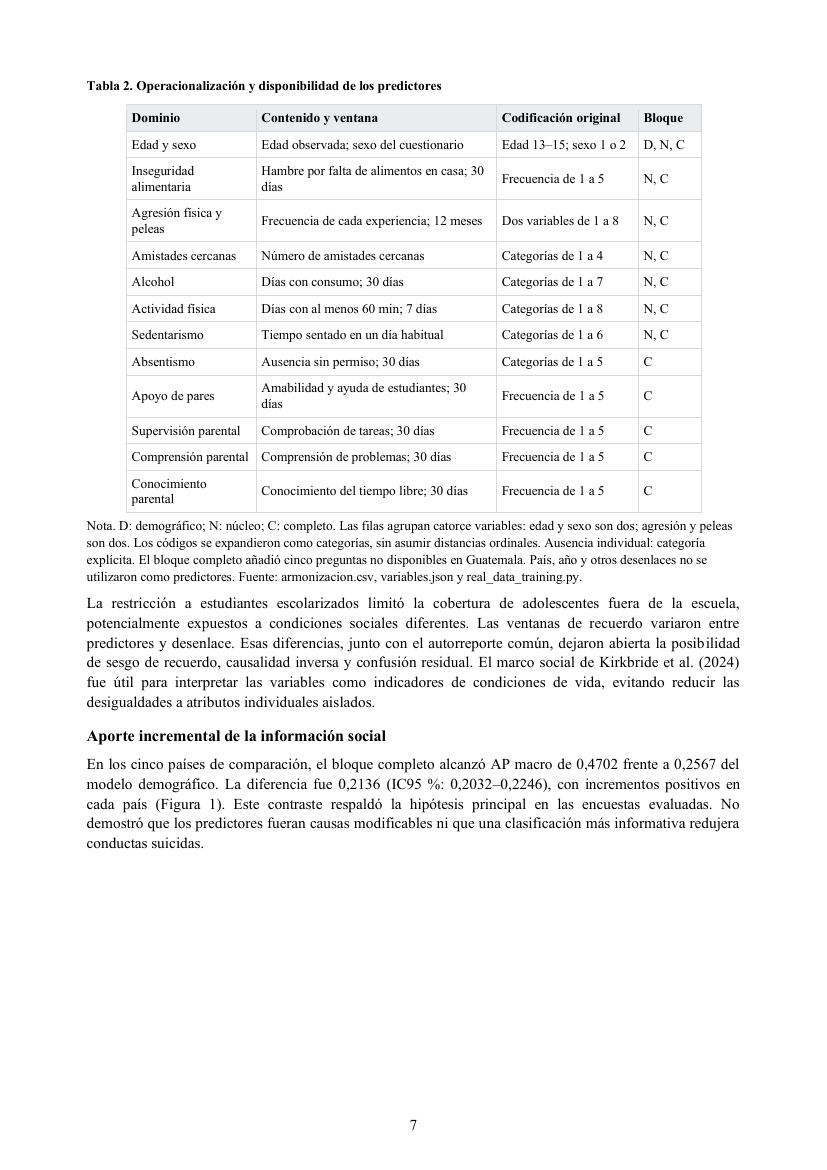 Tabla 2. Operacionalización y disponibilidad de los predictores
Dominio Contenido y ventana Codificación original Bloque
Edad y sexo Edad observada; sexo del cuestionario Edad 13–15; sexo 1 o 2 D, N, C
Inseguridad alimentaria Hambre por falta de alimentos en casa; 30 días Frecuencia de 1 a 5 N, C
Agresión física y peleas Frecuencia de cada experiencia; 12 meses Dos variables de 1 a 8 N, C
Amistades cercanas Número de amistades cercanas Categorías de 1 a 4 N, C
Alcohol Días con consumo; 30 días Categorías de 1 a 7 N, C
Actividad física Días con al menos 60 min; 7 días Categorías de 1 a 8 N, C
Sedentarismo Tiempo sentado en un día habitual Categorías de 1 a 6 N, C
Absentismo Ausencia sin permiso; 30 días Categorías de 1 a 5 C
Apoyo de pares Amabilidad y ayuda de estudiantes; 30 días Frecuencia de 1 a 5 C
Supervisión parental Comprobación de tareas; 30 días Frecuencia de 1 a 5 C
Comprensión parental Comprensión de problemas; 30 días Frecuencia de 1 a 5 C
Conocimiento parental Conocimiento del tiempo libre; 30 días Frecuencia de 1 a 5 C
Nota. D: demográfico; N: núcleo; C: completo. Las filas agrupan catorce variables: edad y sexo son dos; agresión y peleas
son dos. Los códigos se expandieron como categorías, sin asumir distancias ordinales. Ausencia individual: categoría
explícita. El bloque completo añadió cinco preguntas no disponibles en Guatemala. País, año y otros desenlaces no se
utilizaron como predictores. Fuente: armonizacion.csv, variables.json y real_data_training.py.
La restricción a estudiantes escolarizados limitó la cobertura de adolescentes fuera de la escuela,
potencialmente expuestos a condiciones sociales diferentes. Las ventanas de recuerdo variaron entre
predictores y desenlace. Esas diferencias, junto con el autorreporte común, dejaron abierta la posibilidad
de sesgo de recuerdo, causalidad inversa y confusión residual. El marco social de Kirkbride et al. (2024)
fue útil para interpretar las variables como indicadores de condiciones de vida, evitando reducir las
desigualdades a atributos individuales aislados.
Aporte incremental de la información social
En los cinco países de comparación, el bloque completo alcanzó AP macro de 0,4702 frente a 0,2567 del
modelo demográfico. La diferencia fue 0,2136 (IC95 %: 0,2032–0,2246), con incrementos positivos en
cada país (Figura 1). Este contraste respaldó la hipótesis principal en las encuestas evaluadas. No
demostró que los predictores fueran causas modificables ni que una clasificación más informativa redujera
conductas suicidas.
7